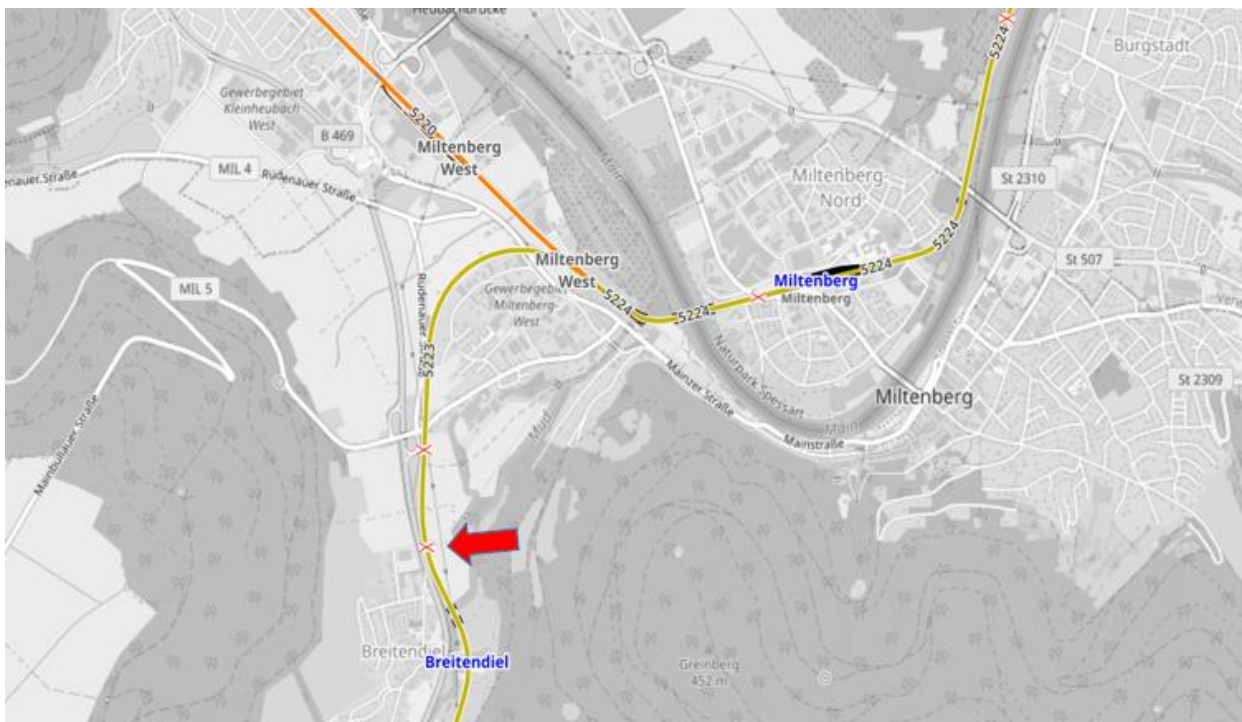 Heubachbrücke
5224
Burgstadt
Gewerbegebiet
Kleinheubach
West
B 469
5220
Miltenberg
West
MIL 4
Rüdenauer Straße
Main
Miltenberg-
Nord
St 2310
5224
St 507
MIL 5
Miltenberg
West
Gewerbegebiet
Miltenberg-
West
5224
5224
Miltenberg
Miltenberg
5224
Rüdenauer Straße
5223
Naturpark Spessart
Mainzer Straße
Miltenberg
St 2309
Mud
Main
Mainstraße
Mainbullauer Straße
Breitendiel
Breitendiel
Greinberg
452 m